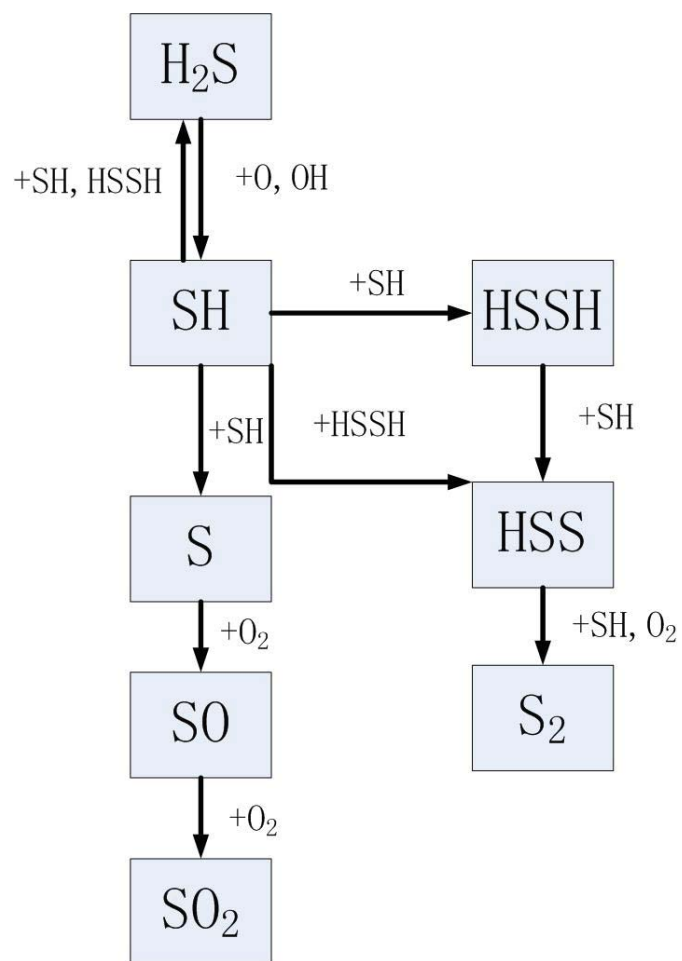 H₂S
+SH, HSSH
+O, OH
SH
+SH
HSSH
+SH
+HSSH
+SH
S
HSS
+O₂
+SH, O₂
SO
S₂
+O₂
SO₂